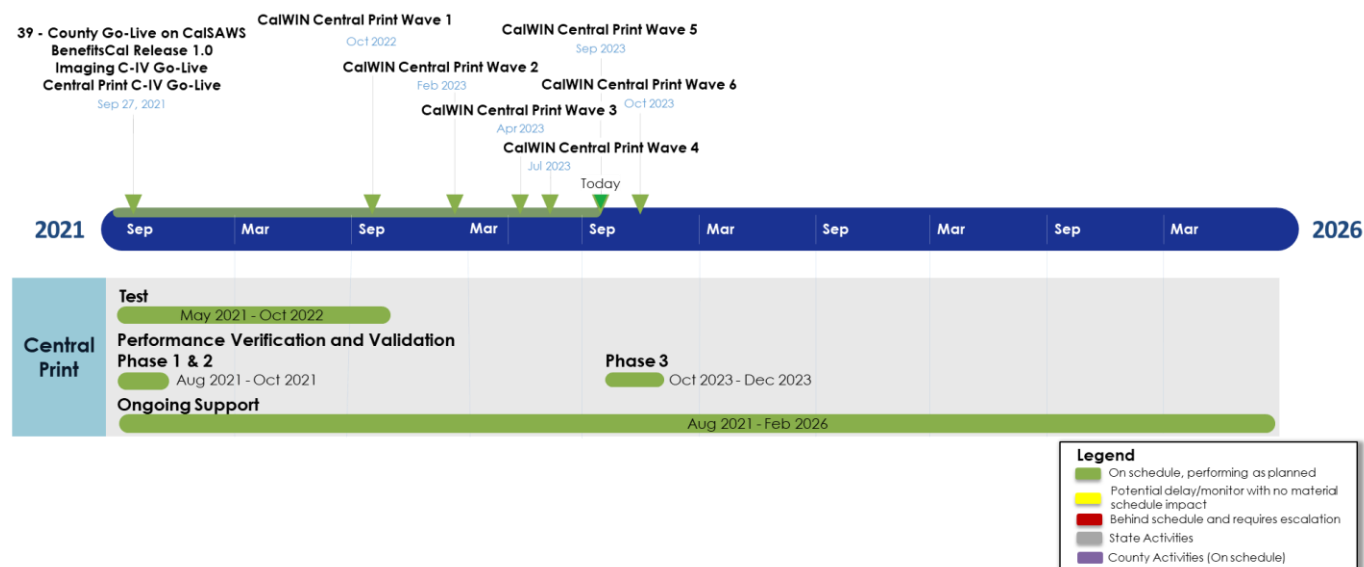 39 - County Go-Live on CalSAWS
BenefitsCal Release 1.0
Imaging C-IV Go-Live
Central Print C-IV Go-Live
Sep 27, 2021
CalWIN Central Print Wave 1
Oct 2022
CalWIN Central Print Wave 2
Feb 2023
CalWIN Central Print Wave 3
Apr 2023
CalWIN Central Print Wave 4
Jul 2023
CalWIN Central Print Wave 5
Sep 2023
CalWIN Central Print Wave 6
Oct 2023
Today
2021 Sep Mar Sep Mar Sep Mar Sep Mar Sep Mar 2026
Central
Print
Test
May 2021 - Oct 2022
Performance Verification and Validation
Phase 1 & 2
Aug 2021 - Oct 2021
Phase 3
Oct 2023 - Dec 2023
Ongoing Support
Aug 2021 - Feb 2026
Legend
On schedule, performing as planned
Potential delay/monitor with no material
schedule impact
Behind schedule and requires escalation
State Activities
County Activities (On schedule)